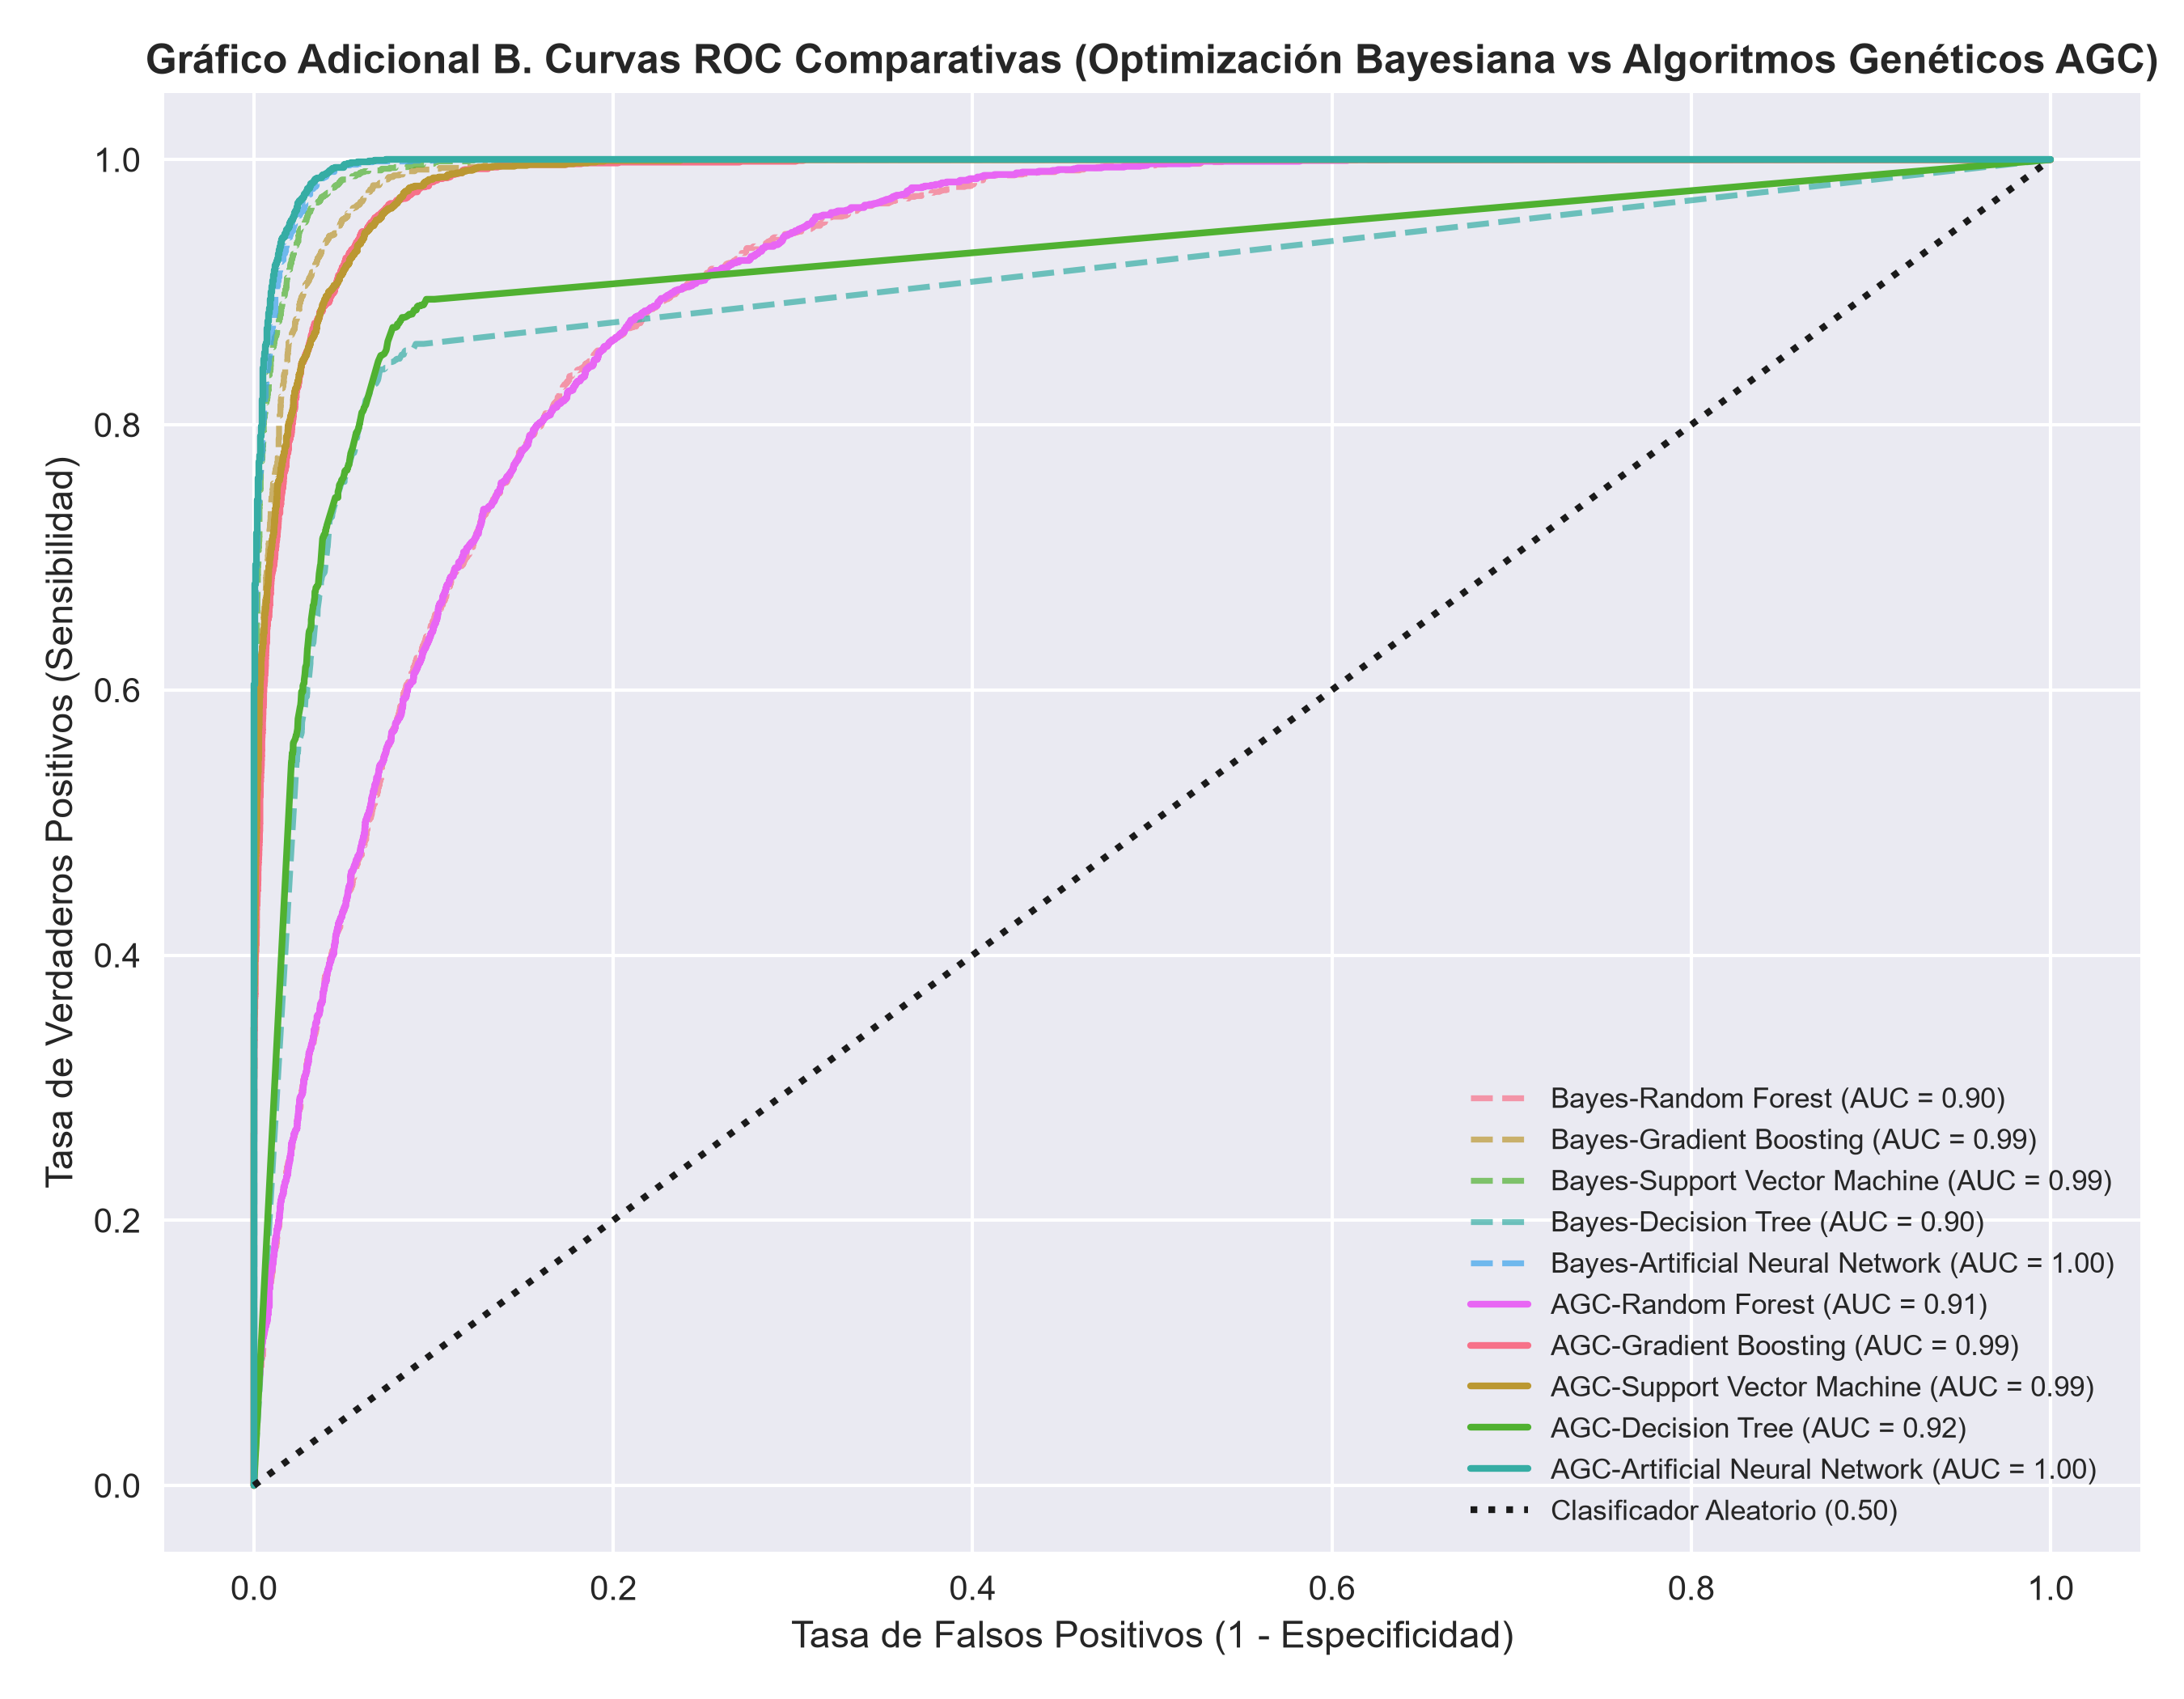 Gráfico Adicional B. Curvas ROC Comparativas (Optimización Bayesiana vs Algoritmos Genéticos AGC)
Tasa de Verdaderos Positivos (Sensibilidad)
1.0
0.8
0.6
0.4
0.2
0.0
Bayes-Random Forest (AUC = 0.90)
Bayes-Gradient Boosting (AUC = 0.99)
Bayes-Support Vector Machine (AUC = 0.99)
Bayes-Decision Tree (AUC = 0.90)
Bayes-Artificial Neural Network (AUC = 1.00)
AGC-Random Forest (AUC = 0.91)
AGC-Gradient Boosting (AUC = 0.99)
AGC-Support Vector Machine (AUC = 0.99)
AGC-Decision Tree (AUC = 0.92)
AGC-Artificial Neural Network (AUC = 1.00)
Clasificador Aleatorio (0.50)
0.0 0.2 0.4 0.6 0.8 1.0
Tasa de Falsos Positivos (1 - Especificidad)